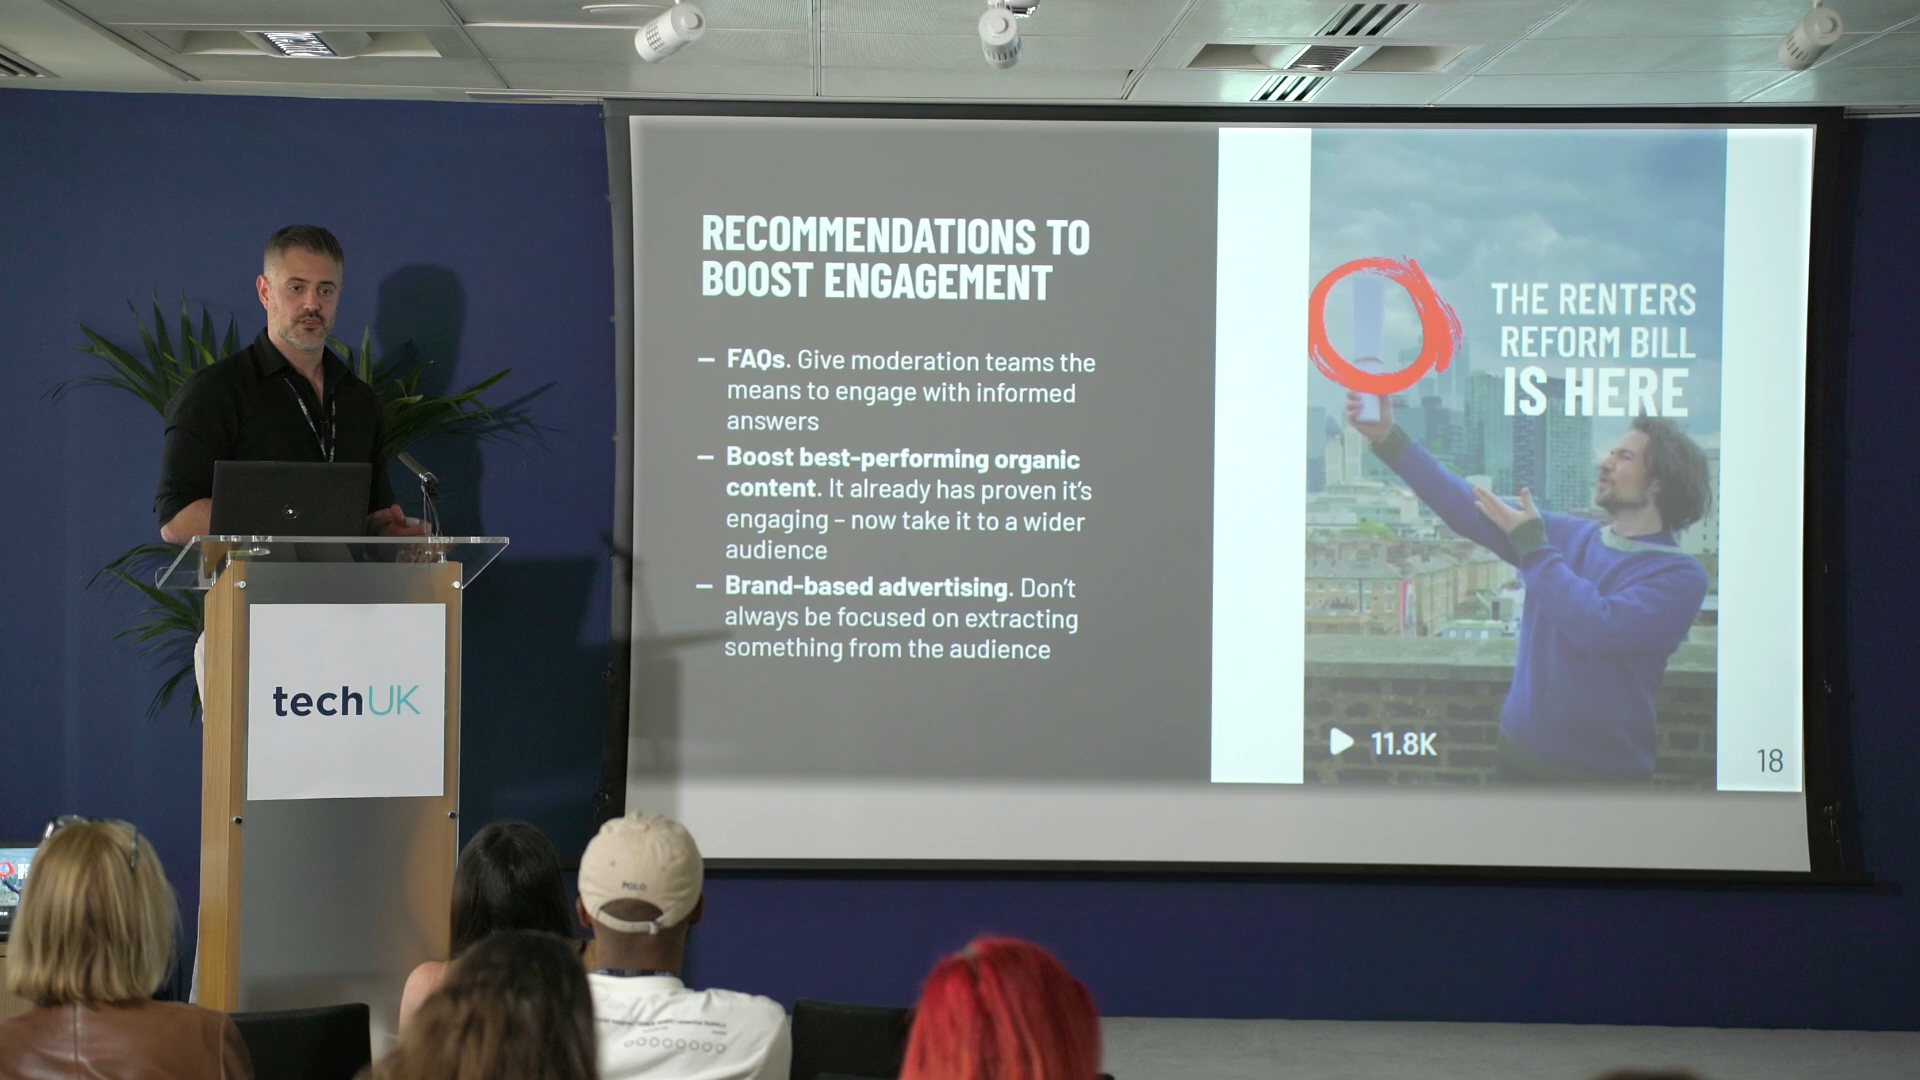 RECOMMENDATIONS TO
BOOST ENGAGEMENT
– FAQs. Give moderation teams the
means to engage with informed
answers
– Boost best-performing organic
content. It already has proven it's
engaging – now take it to a wider
audience
– Brand-based advertising. Don't
always be focused on extracting
something from the audience
THE RENTERS
REFORM BILL
IS HERE
11.8K
18
techUK
POLO